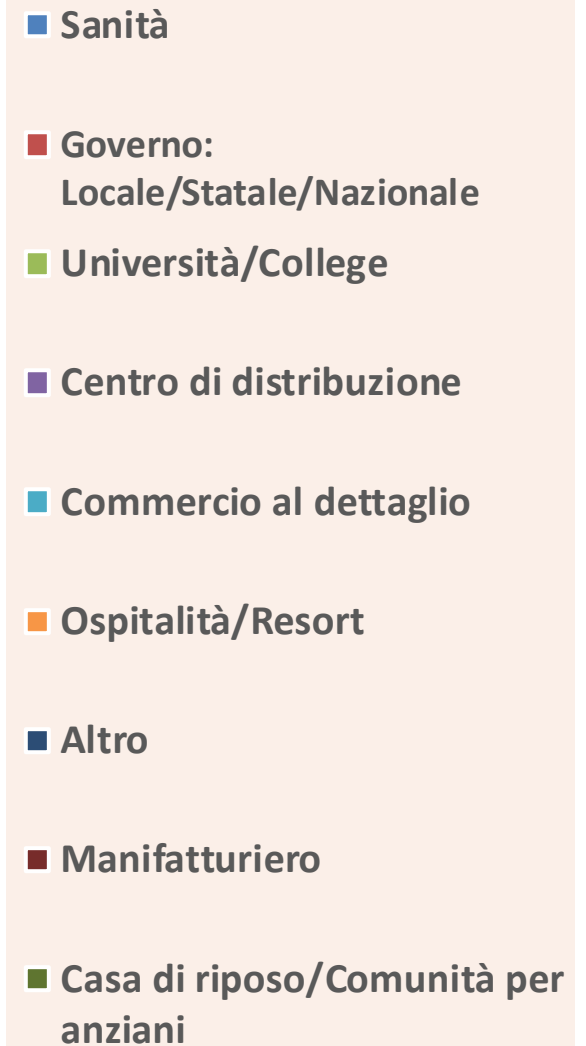 Sanità
Governo:
Locale/Statale/Nazionale
Università/College
Centro di distribuzione
Commercio al dettaglio
Ospitalità/Resort
Altro
Manifatturiero
Casa di riposo/Comunità per
anziani